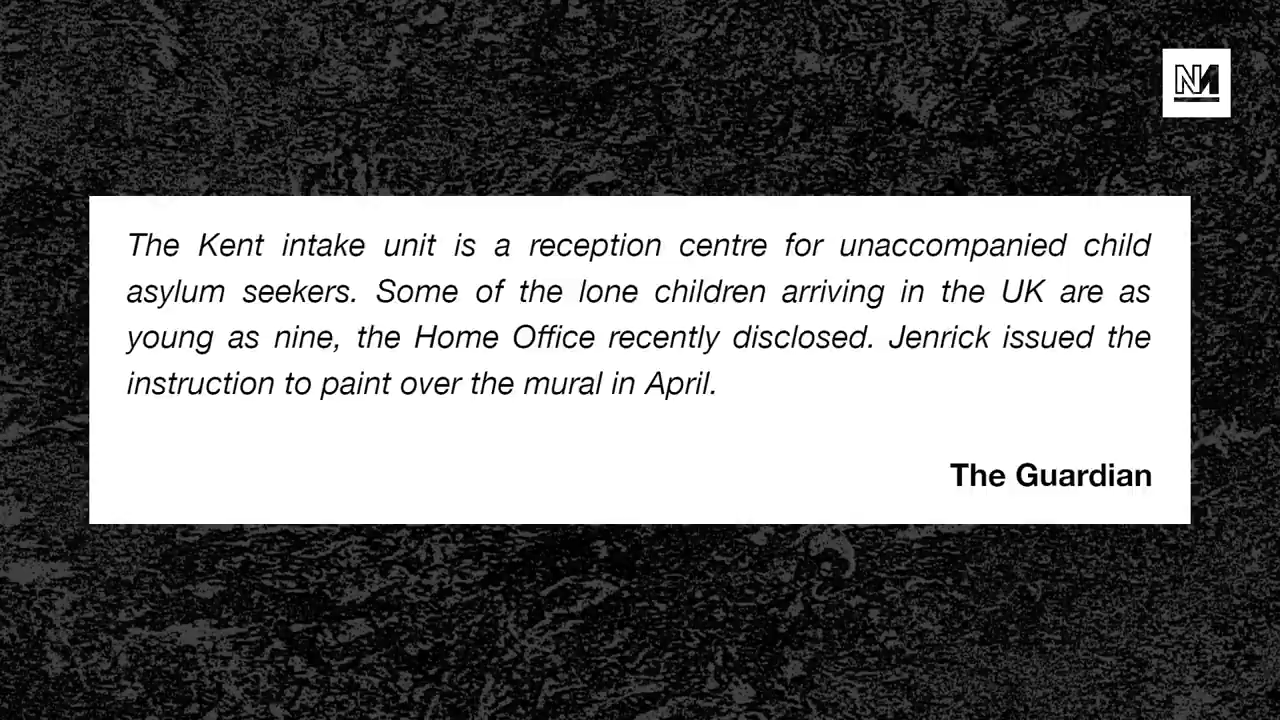 NM
The Kent intake unit is a reception centre for unaccompanied child
asylum seekers. Some of the lone children arriving in the UK are as
young as nine, the Home Office recently disclosed. Jenrick issued the
instruction to paint over the mural in April.
The Guardian